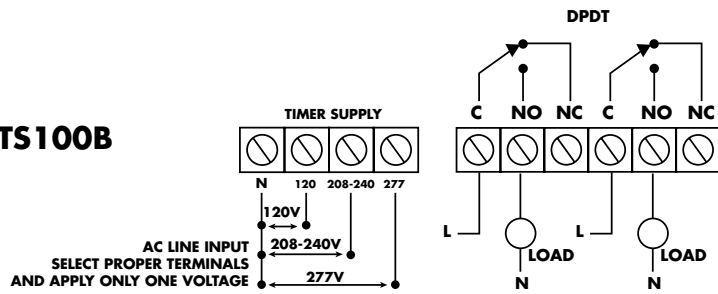 DPDT
TIMER SUPPLY
C NO NC C NO NC
TS100B
N 120 208-240 277
120V
L L
AC LINE INPUT 208-240V
LOAD LOAD
SELECT PROPER TERMINALS
AND APPLY ONLY ONE VOLTAGE 277V
N N